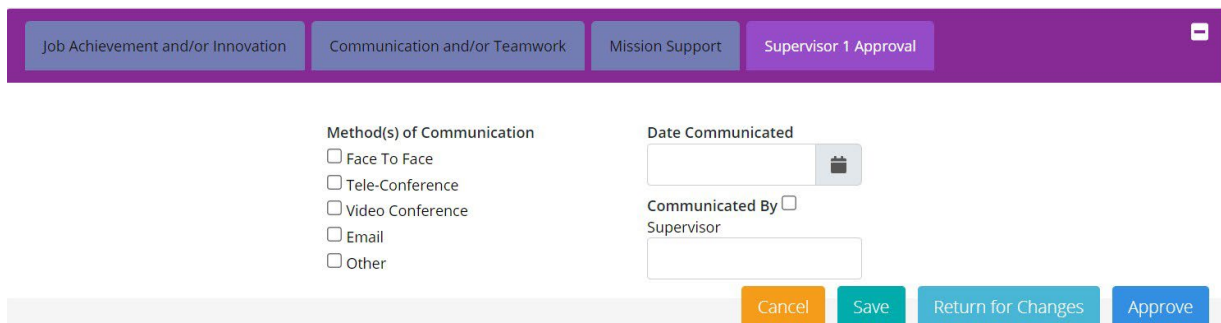 Job Achievement and/or Innovation
Communication and/or Teamwork
Mission Support
Supervisor 1 Approval
Method(s) of Communication
Face To Face
Tele-Conference
Video Conference
Email
Other
Date Communicated
Communicated By
Supervisor
Cancel
Save
Return for Changes
Approve